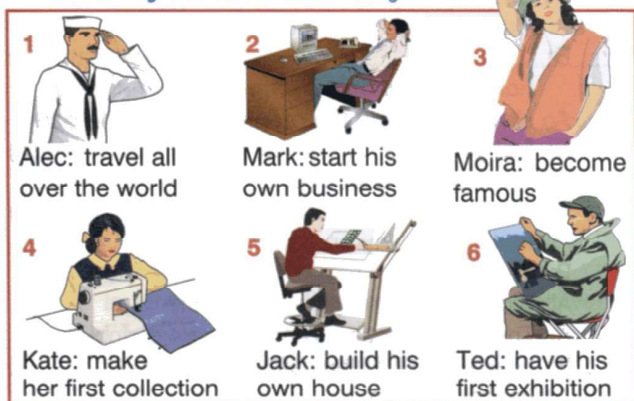 1
2
3
Alec: travel all
over the world
Mark: start his
own business
Moira: become
famous
4
5
6
Kate: make
her first collection
Jack: build his
own house
Ted: have his
first exhibition